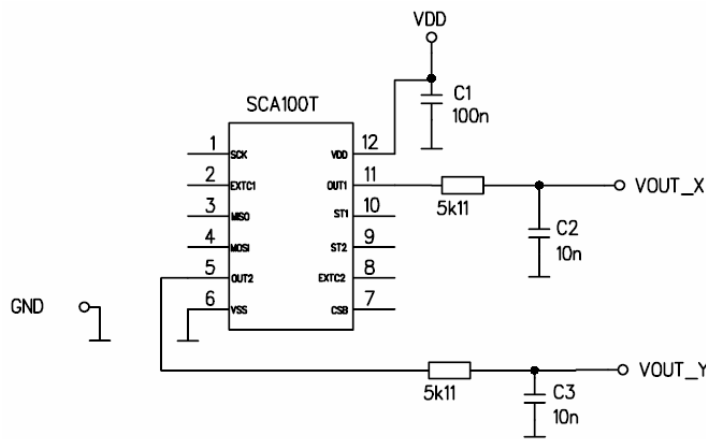 VDD
SCA100T
C1
100n
1
SCK
VDD
12
2
EXTC1
OUT1
11
5k11
VOUT_X
3
MISO
ST1
10
C2
10n
4
MOSI
ST2
9
5
OUT2
EXTC2
8
GND
6
VSS
CSB
7
5k11
VOUT_Y
C3
10n